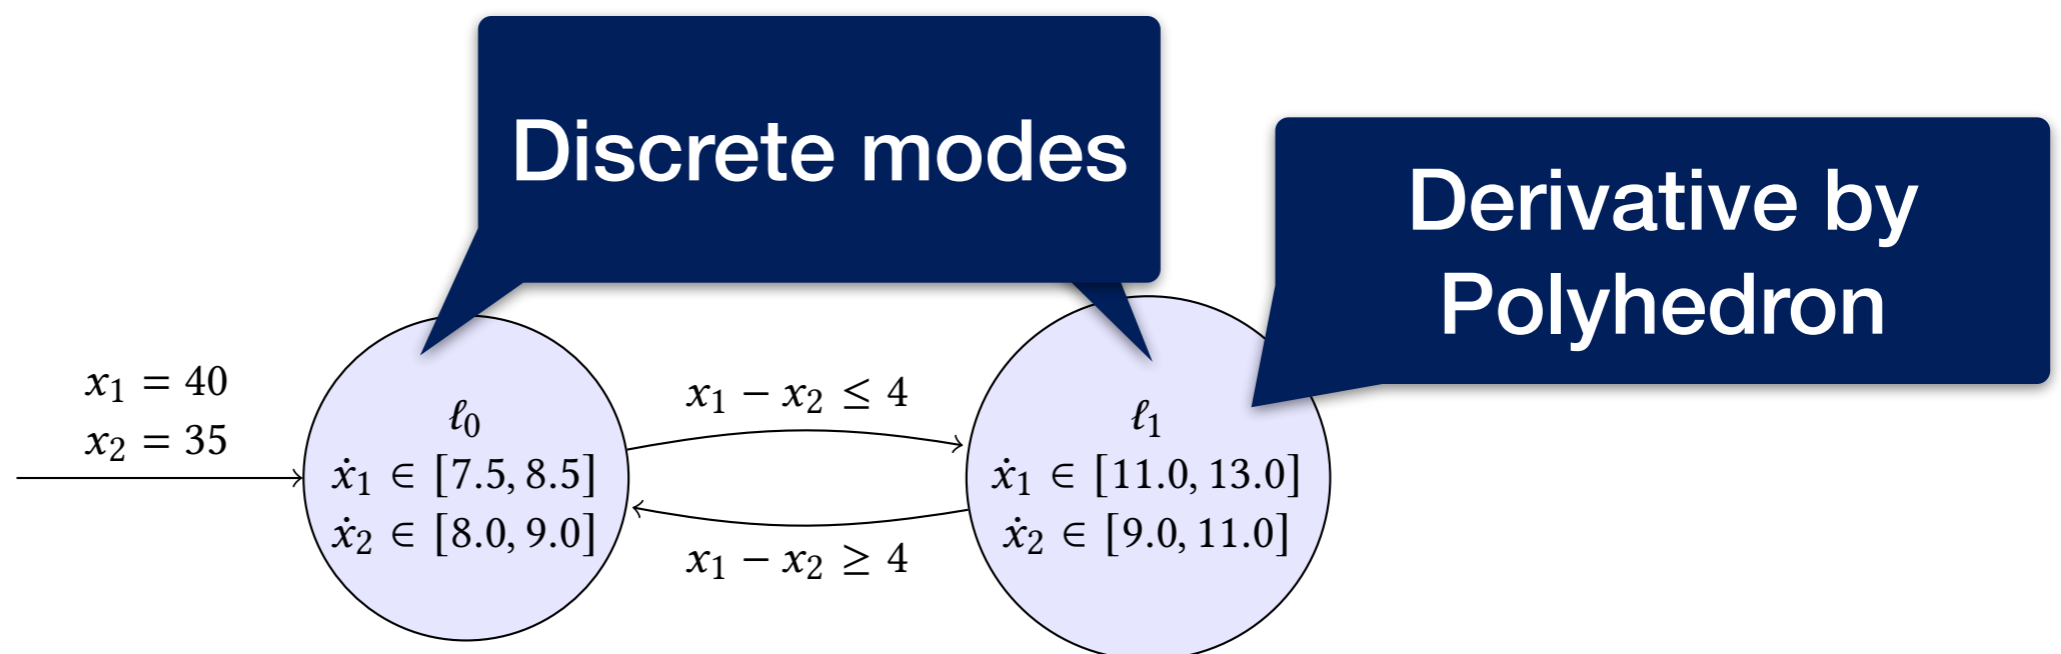 Discrete modes
Derivative by
Polyhedron
x₁ = 40
x₂ = 35
ℓ₀
ẋ₁ ∈ [7.5, 8.5]
ẋ₂ ∈ [8.0, 9.0]
x₁ − x₂ ≤ 4
x₁ − x₂ ≥ 4
ℓ₁
ẋ₁ ∈ [11.0, 13.0]
ẋ₂ ∈ [9.0, 11.0]